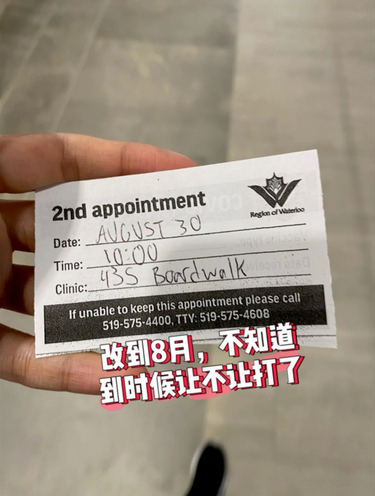 2nd appointment
Region of Waterloo
Date: AUGUST 30
Time: 10:00
Clinic: 435 Boardwalk
If unable to keep this appointment please call
519-575-4400, TTY: 519-575-4608
改到8月，不知道
到时候让不让打了